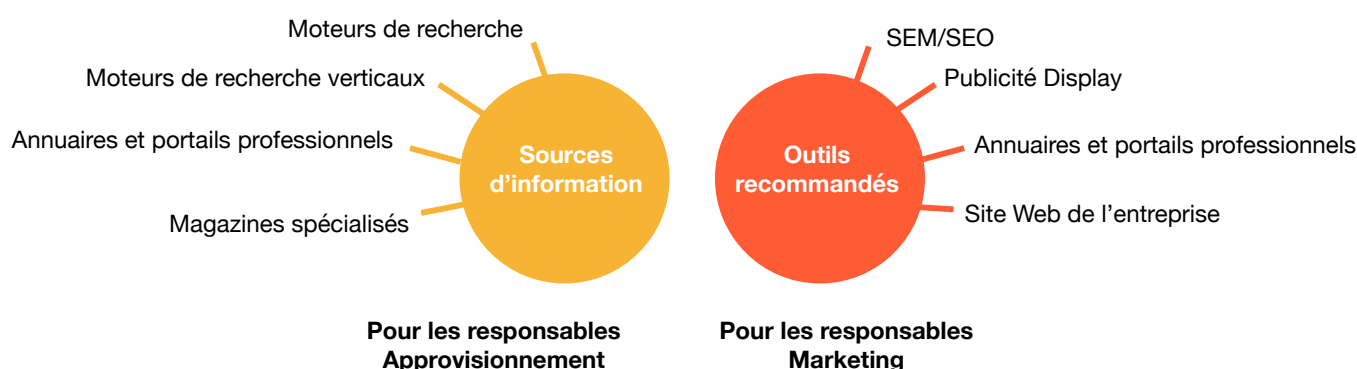 Moteurs de recherche
Moteurs de recherche verticaux
Annuaires et portails professionnels
Magazines spécialisés
Sources
d’information
Pour les responsables
Approvisionnement
SEM/SEO
Publicité Display
Annuaires et portails professionnels
Site Web de l’entreprise
Outils
recommandés
Pour les responsables
Marketing